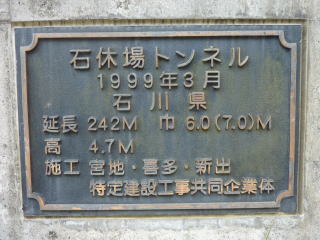 石休場トンネル
1999年3月
石川県
延長 242M 巾 6.0(7.0)M
高 4.7M
施工 宮地・喜多・新出
特定建設工事共同企業体